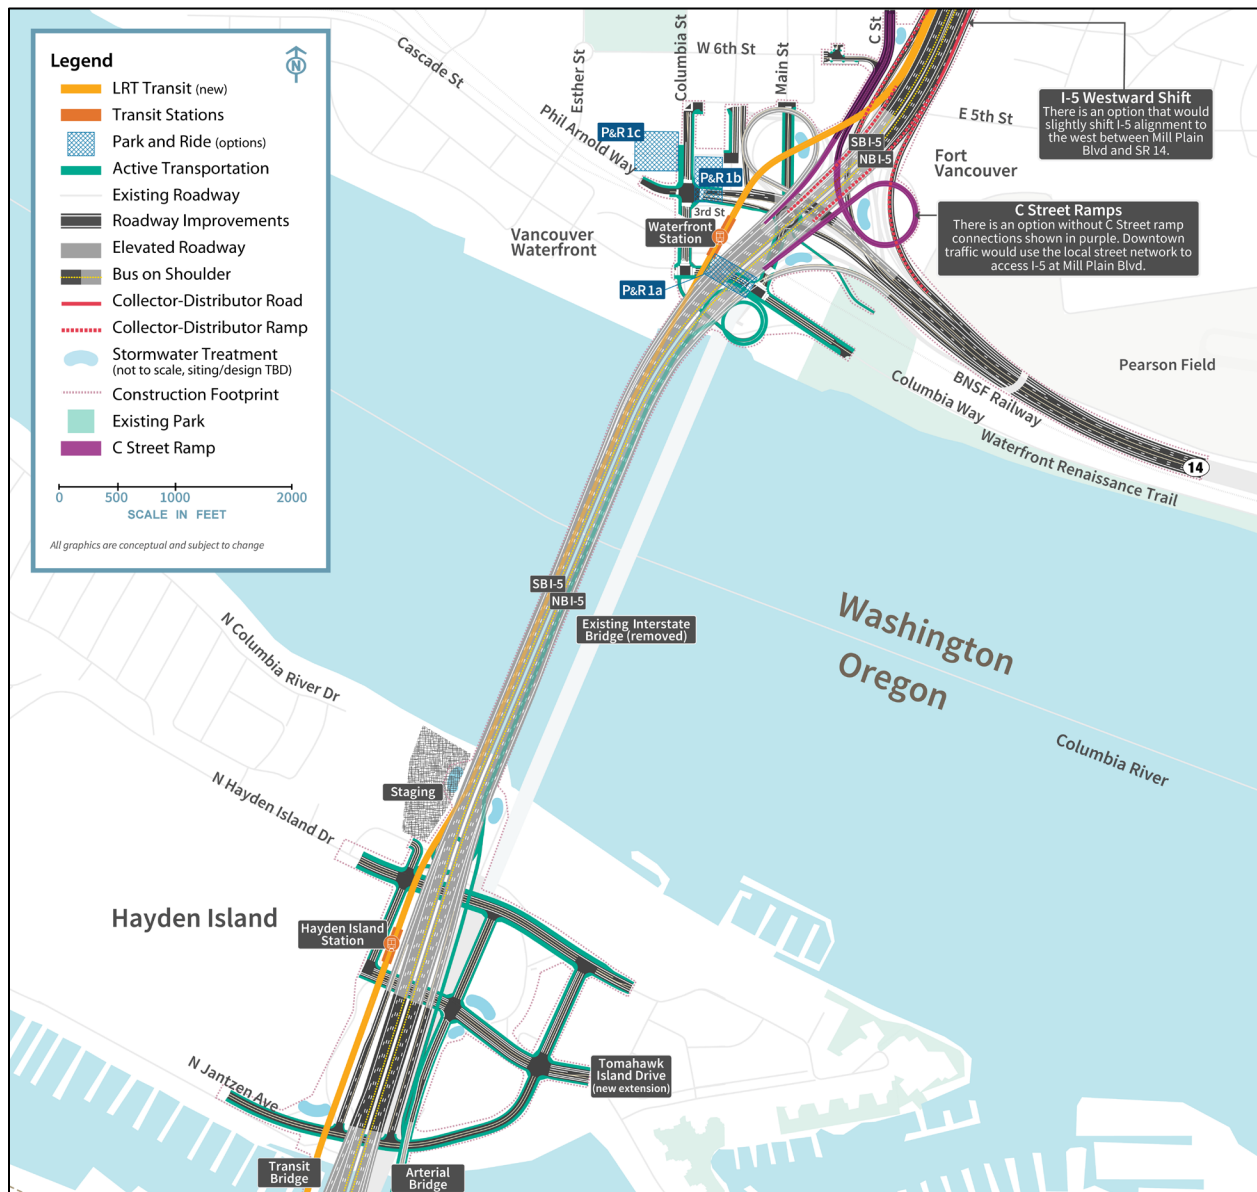 Legend
N
LRT Transit (new)
Transit Stations
Park and Ride (options)
Active Transportation
Existing Roadway
Roadway Improvements
Elevated Roadway
Bus on Shoulder
Collector-Distributor Road
Collector-Distributor Ramp
Stormwater Treatment
(not to scale, siting/design TBD)
Construction Footprint
Existing Park
C Street Ramp
0 500 1000 2000
SCALE IN FEET
All graphics are conceptual and subject to change
Cascade St
Esther St
Columbia St
W 6th St
Main St
C St
Phil Arnold Way
P&R 1c
P&R 1b
3rd St
Waterfront
Station
Vancouver
Waterfront
P&R 1a
SB I-5
NB I-5
E 5th St
Fort
Vancouver
I-5 Westward Shift
There is an option that would
slightly shift I-5 alignment to
the west between Mill Plain
Blvd and SR 14.
C Street Ramps
There is an option without C Street ramp
connections shown in purple. Downtown
traffic would use the local street network to
access I-5 at Mill Plain Blvd.
Pearson Field
BNSF Railway
Columbia Way
Waterfront Renaissance Trail
14
SB I-5
NB I-5
Existing Interstate
Bridge (removed)
Washington
Oregon
Columbia River
N Columbia River Dr
N Hayden Island Dr
Staging
Hayden Island
Hayden Island
Station
N Jantzen Ave
Tomahawk
Island Drive
(new extension)
Transit
Bridge
Arterial
Bridge